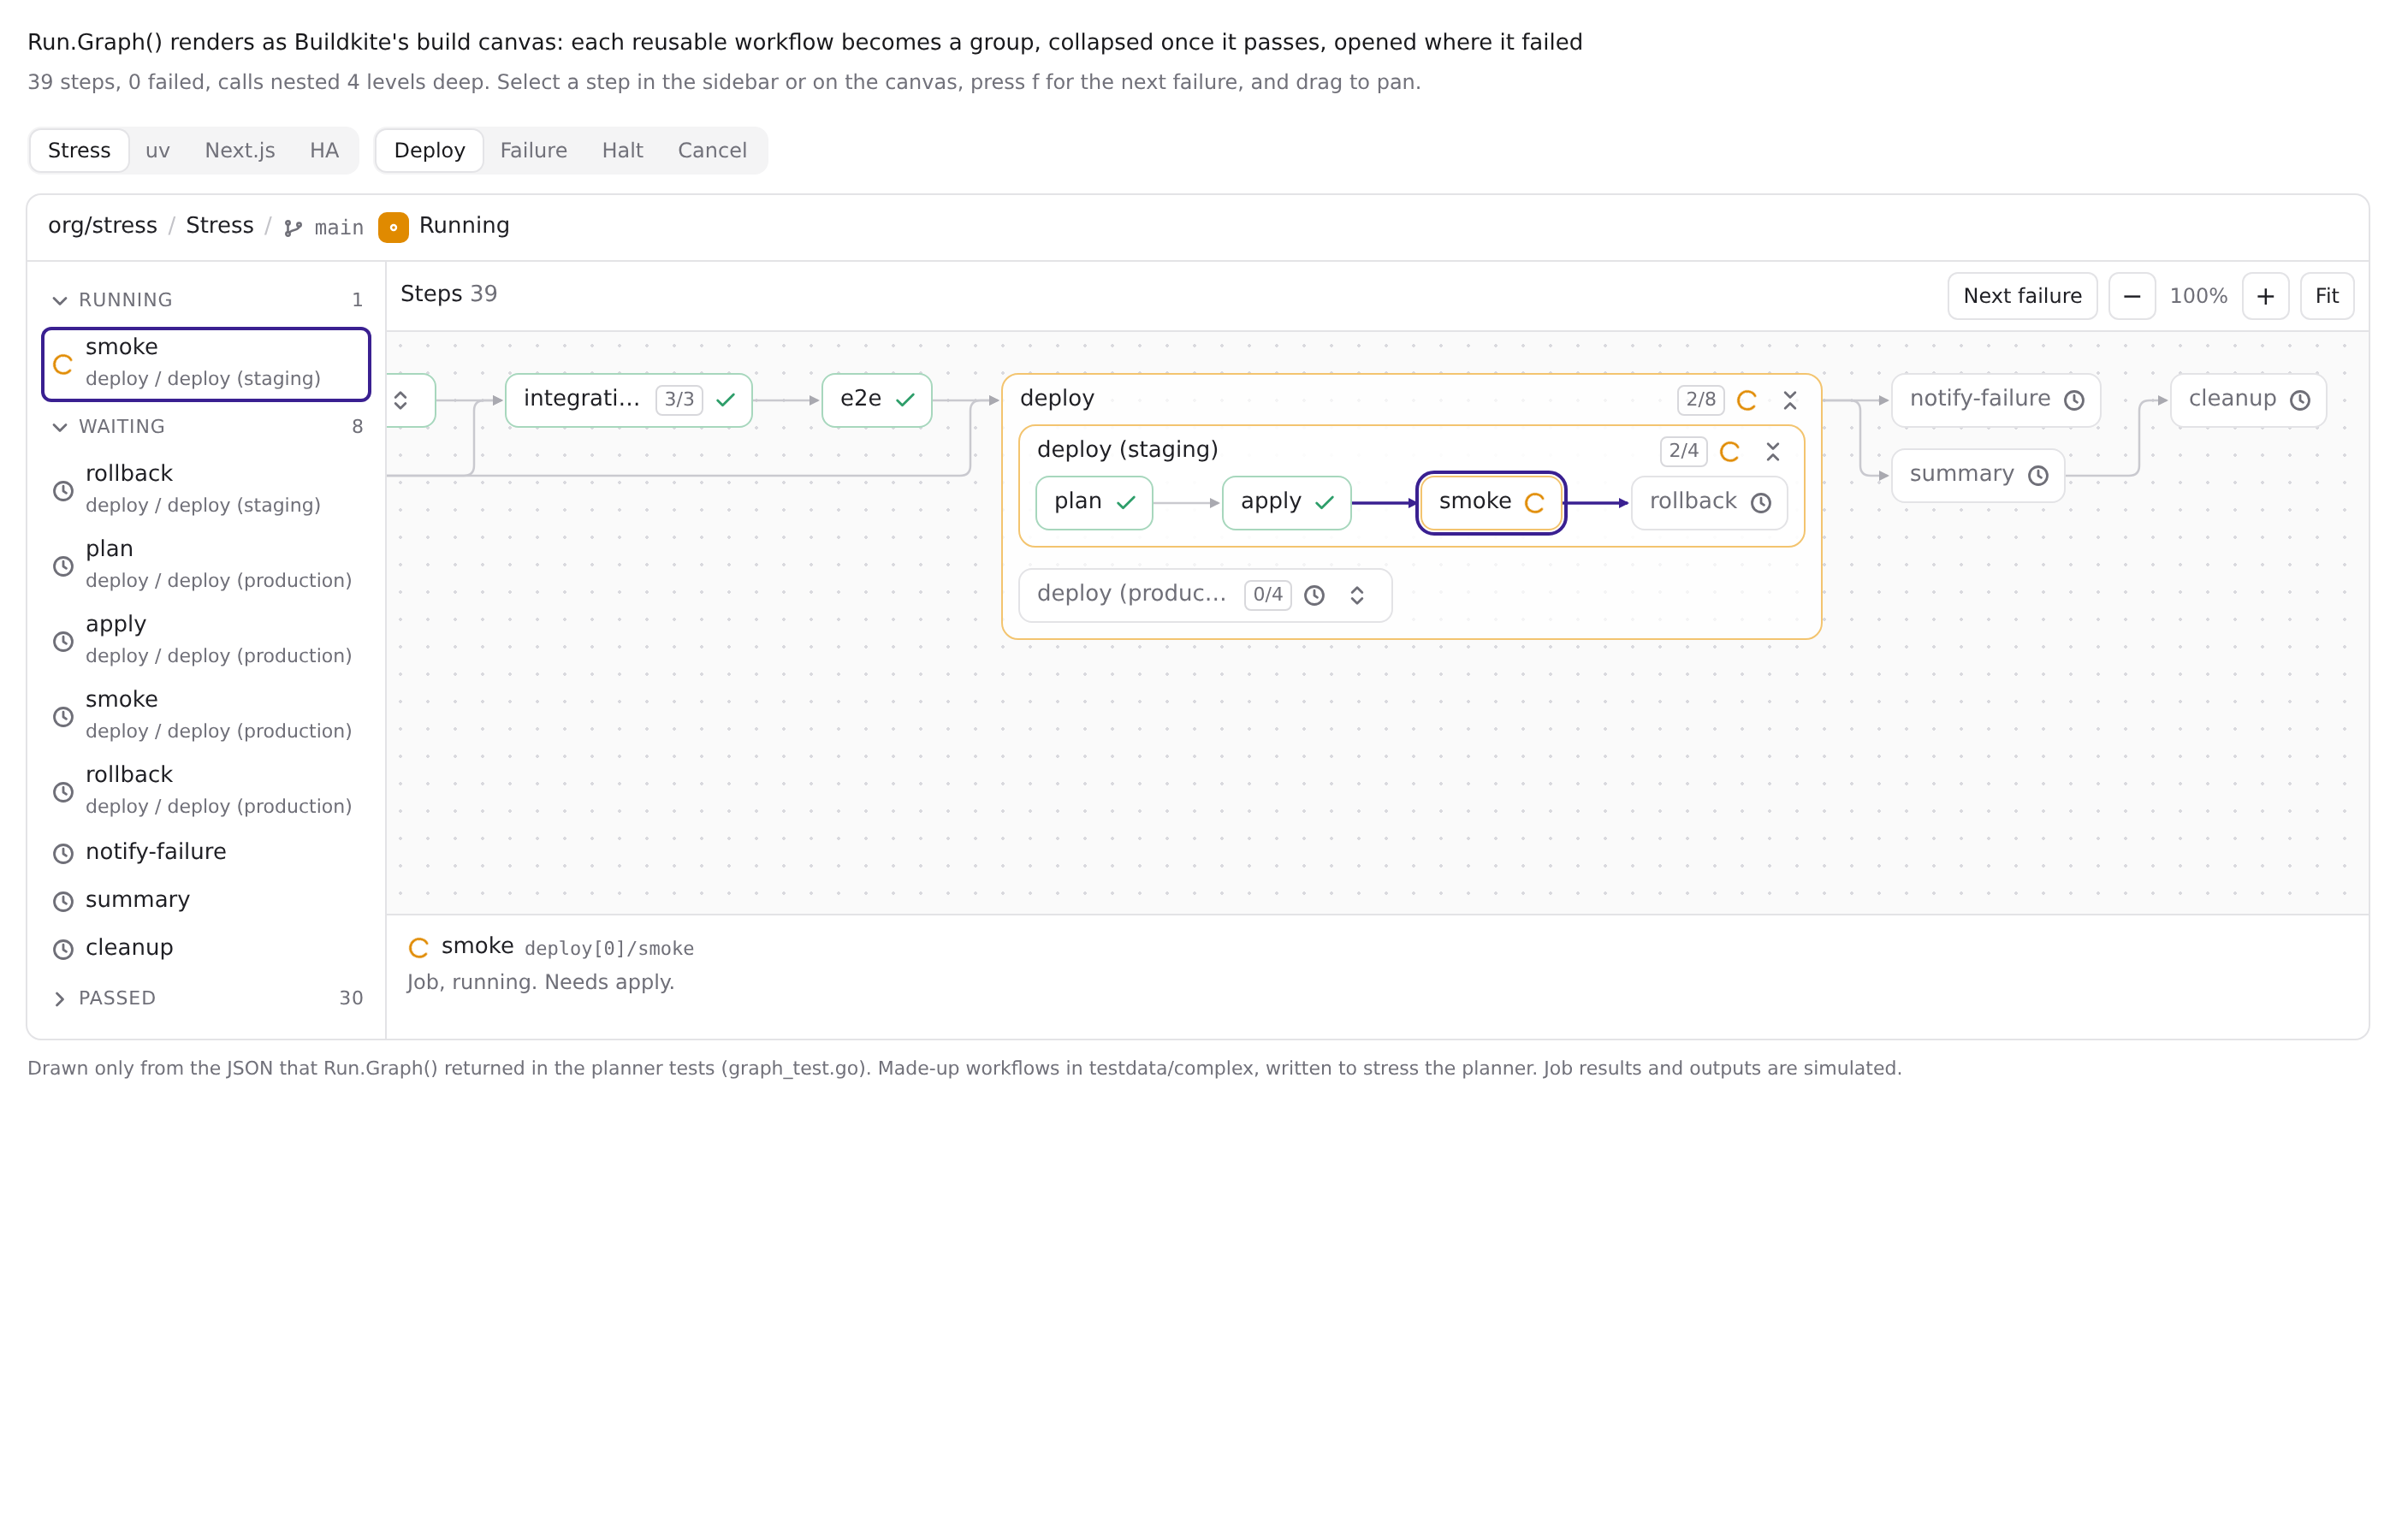 Run.Graph() renders as Buildkite's build canvas: each reusable workflow becomes a group, collapsed once it passes, opened where it failed
39 steps, 0 failed, calls nested 4 levels deep. Select a step in the sidebar or on the canvas, press f for the next failure, and drag to pan.
Stress uv Next.js HA Deploy Failure Halt Cancel
org/stress / Stress / main Running
RUNNING 1
smoke
deploy / deploy (staging)
WAITING 8
rollback
deploy / deploy (staging)
plan
deploy / deploy (production)
apply
deploy / deploy (production)
smoke
deploy / deploy (production)
rollback
deploy / deploy (production)
notify-failure
summary
cleanup
PASSED 30
Steps 39
Next failure − 100% + Fit
integrati… 3/3
e2e
deploy 2/8
deploy (staging) 2/4
plan
apply
smoke
rollback
deploy (produc… 0/4
notify-failure
summary
cleanup
smoke deploy[0]/smoke
Job, running. Needs apply.
Drawn only from the JSON that Run.Graph() returned in the planner tests (graph_test.go). Made-up workflows in testdata/complex, written to stress the planner. Job results and outputs are simulated.